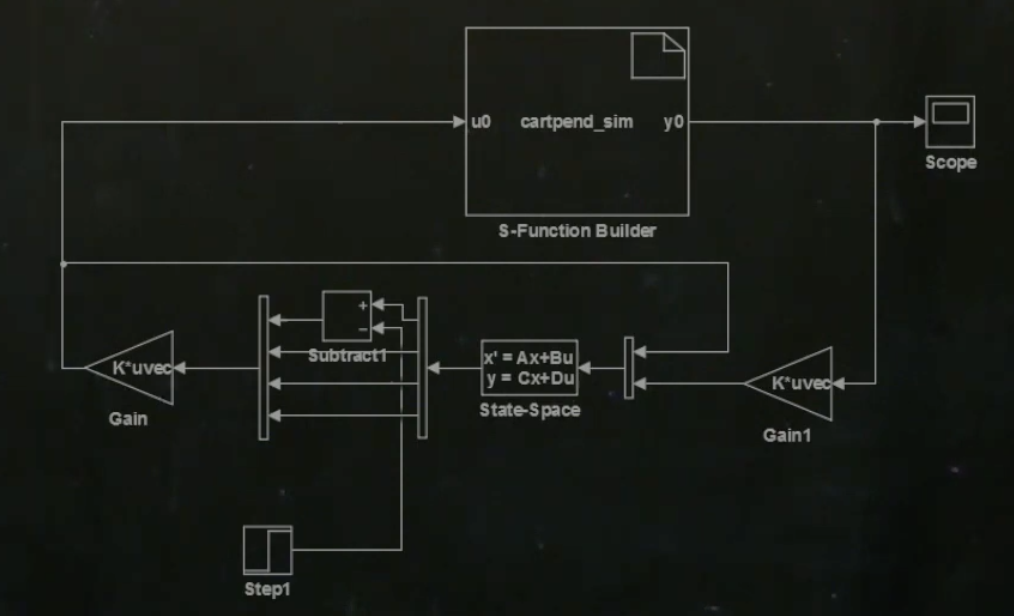 u0 cartpend_sim y0
Scope
S-Function Builder
+
−
Subtract1
K*uvec
Gain
x' = Ax+Bu
y = Cx+Du
State-Space
K*uvec
Gain1
Step1